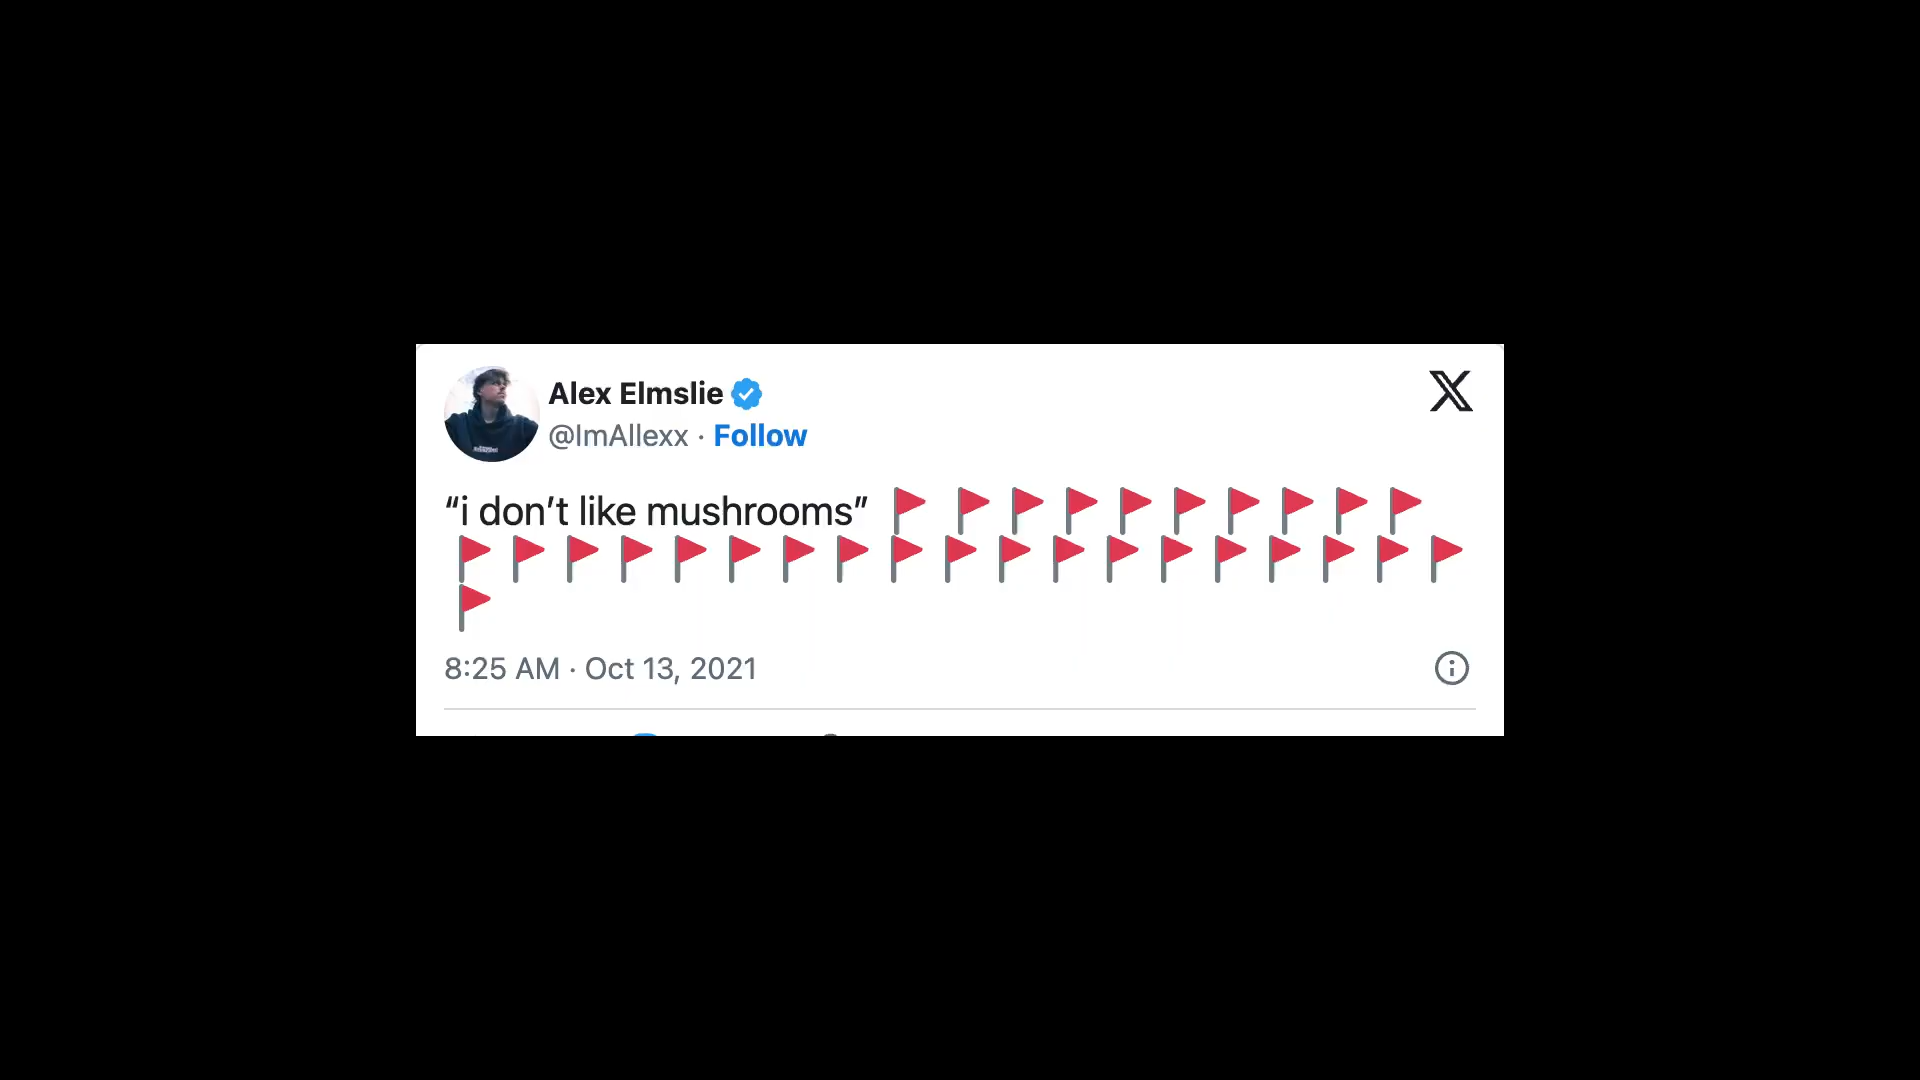 Alex Elmslie
@ImAllexx · Follow
“i don’t like mushrooms” 🚩 🚩🚩🚩🚩🚩🚩🚩🚩🚩
🚩🚩🚩🚩🚩🚩🚩🚩🚩🚩🚩🚩🚩🚩🚩🚩🚩🚩🚩
🚩
8:25 AM · Oct 13, 2021